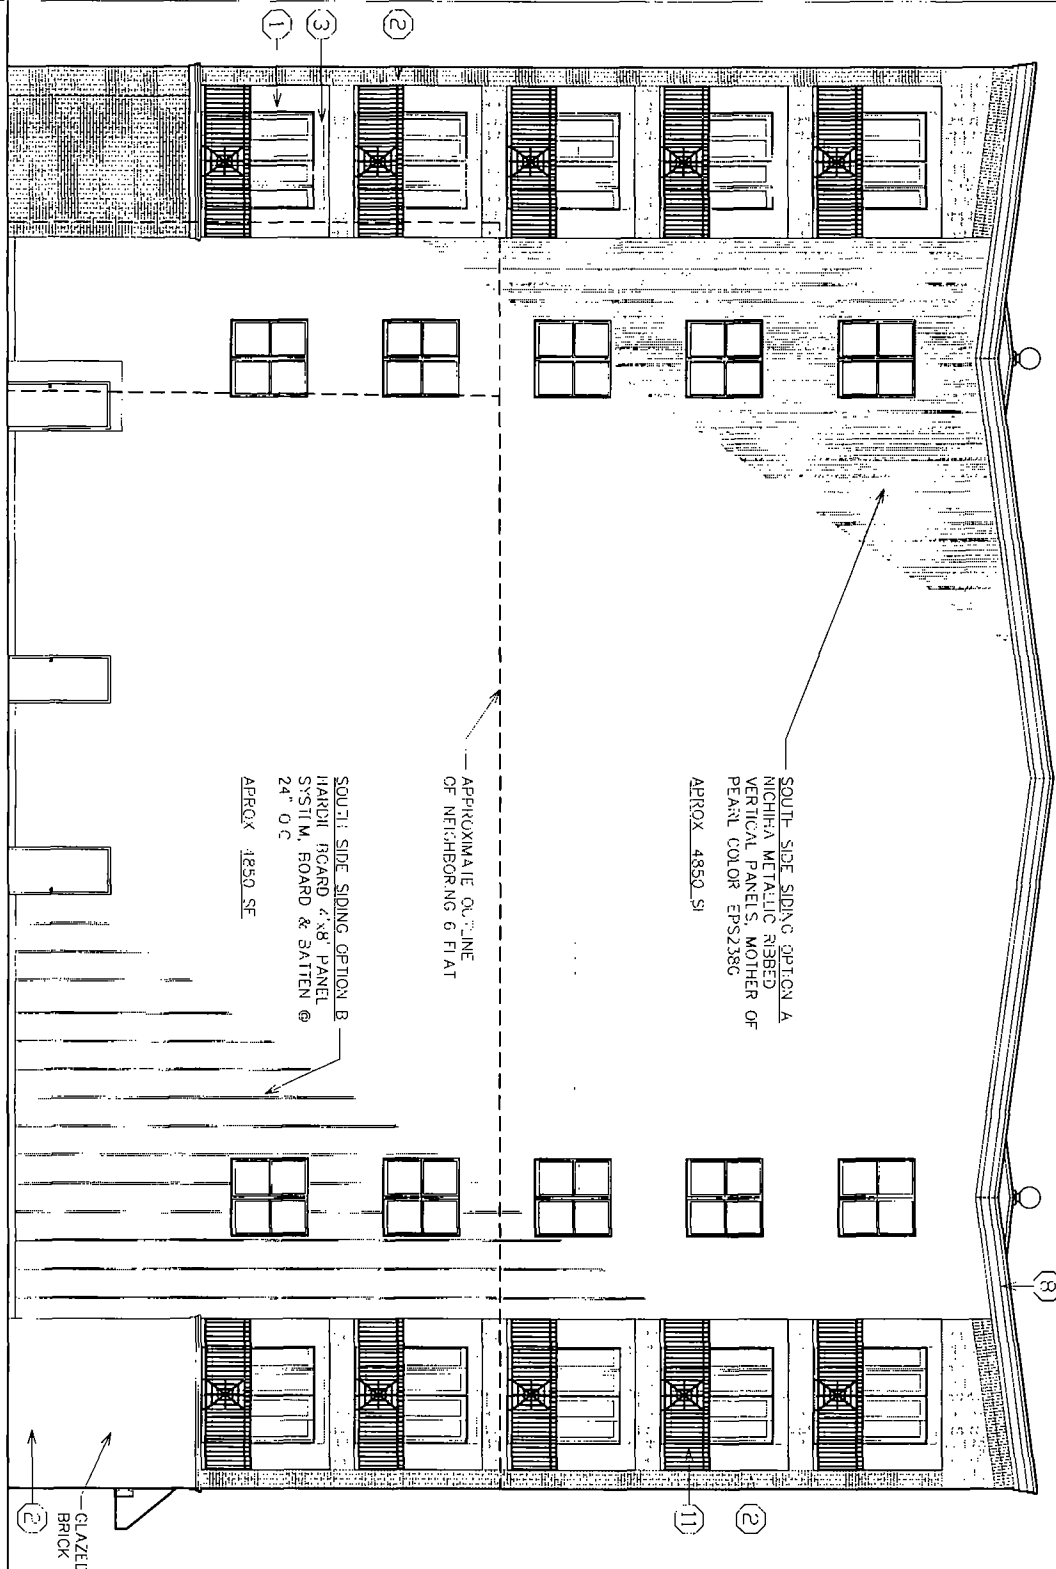 SOUTH SIDE SIDING OPTION A
NICHIHA METALLIC RIBBED
VERTICAL PANELS, MOTHER OF
PEARL COLOR EPS238G
APROX 4850 SF
APPROXIMATE OUTLINE
OF NEIGHBORING 6 FLAT
SOUTH SIDE SIDING OPTION B
HARDIE BOARD 4'x8' PANEL
SYSTEM, BOARD & BATTEN @
24" O C
APROX 4850 SF
GLAZED
BRICK
1
3
2
8
11
2
2